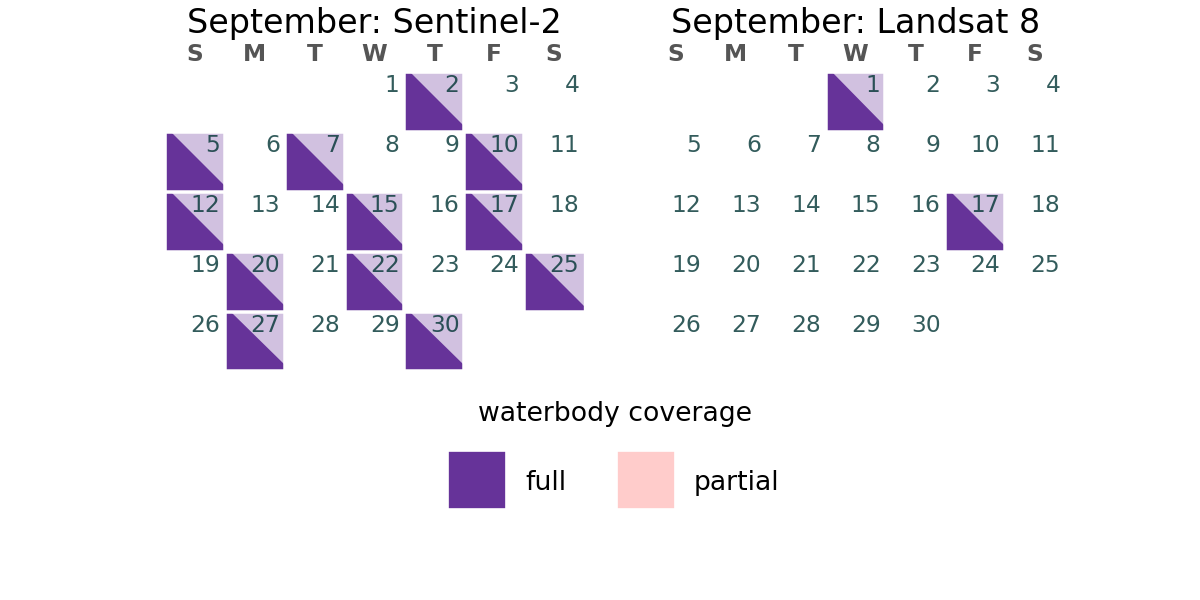 September: Sentinel-2
S M T W T F S
1 2 3 4
5 6 7 8 9 10 11
12 13 14 15 16 17 18
19 20 21 22 23 24 25
26 27 28 29 30
September: Landsat 8
S M T W T F S
1 2 3 4
5 6 7 8 9 10 11
12 13 14 15 16 17 18
19 20 21 22 23 24 25
26 27 28 29 30
waterbody coverage
full partial